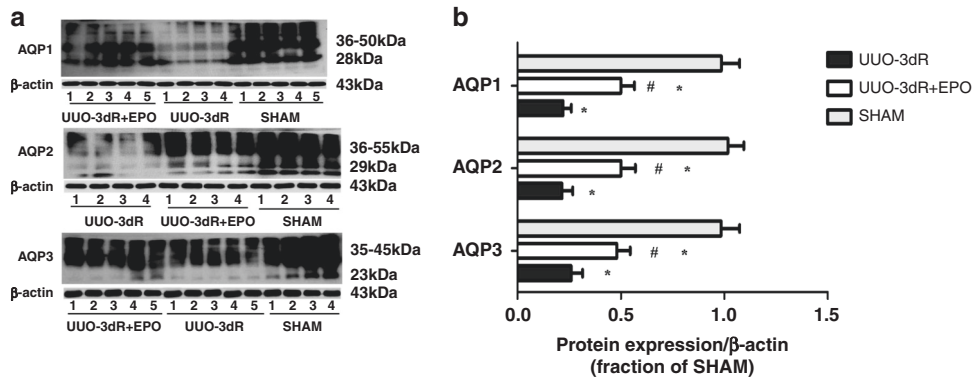 a
AQP1
36-50kDa
28kDa
β-actin
43kDa
1 2 3 4 5 1 2 3 4 1 2 3 4 5
UUO-3dR+EPO UUO-3dR SHAM
AQP2
36-55kDa
29kDa
β-actin
43kDa
1 2 3 4 1 2 3 4 1 2 3 4
UUO-3dR UUO-3dR+EPO SHAM
AQP3
35-45kDa
23kDa
β-actin
43kDa
1 2 3 4 5 1 2 3 4 5 1 2 3 4
UUO-3dR+EPO UUO-3dR SHAM
b
UUO-3dR
UUO-3dR+EPO
SHAM
AQP1
# *
*
AQP2
# *
*
AQP3
# *
*
0.0 0.5 1.0 1.5
Protein expression/β-actin
(fraction of SHAM)